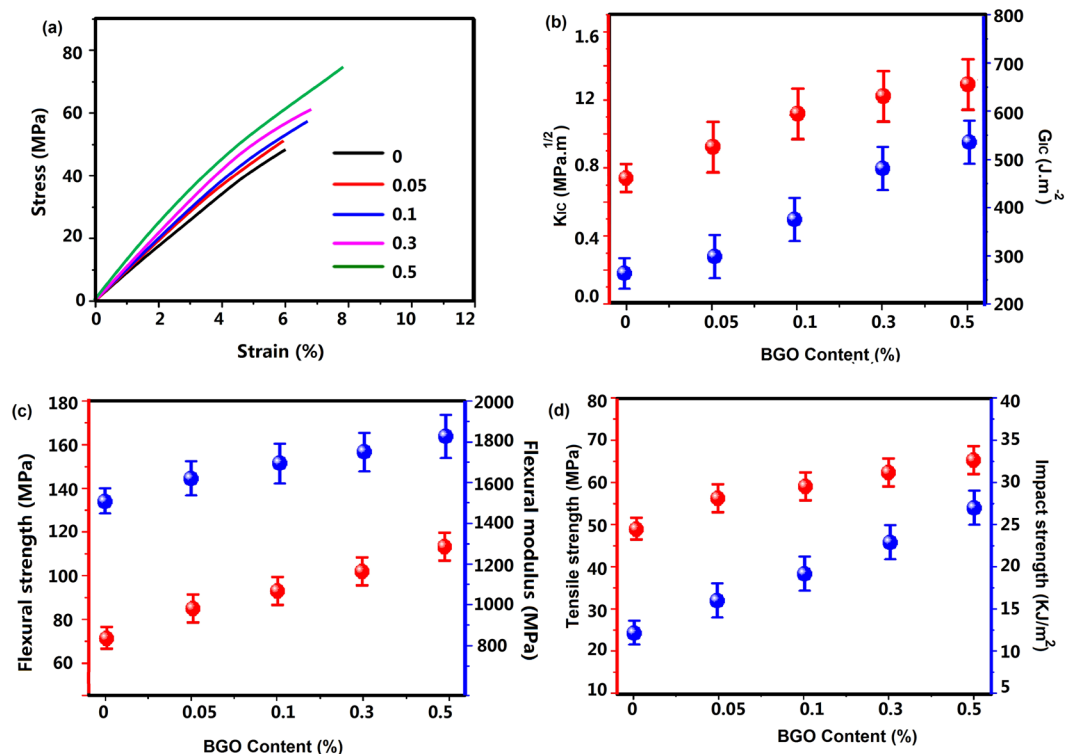 (a)
80
60
40
20
0
Stress (MPa)
0 2 4 6 8 10 12
Strain (%)
0
0.05
0.1
0.3
0.5
(b)
1.6
1.2
0.8
0.4
0.0
KIC (MPa.m1/2)
800
700
600
500
400
300
200
GIC (J.m-2)
0 0.05 0.1 0.3 0.5
BGO Content (%)
(c)
180
160
140
120
100
80
60
Flexural strength (MPa)
2000
1800
1600
1400
1200
1000
800
Flexural modulus (MPa)
0 0.05 0.1 0.3 0.5
BGO Content (%)
(d)
80
70
60
50
40
30
20
10
Tensile strength (MPa)
40
35
30
25
20
15
10
5
Impact strength (KJ/m2)
0 0.05 0.1 0.3 0.5
BGO Content (%)